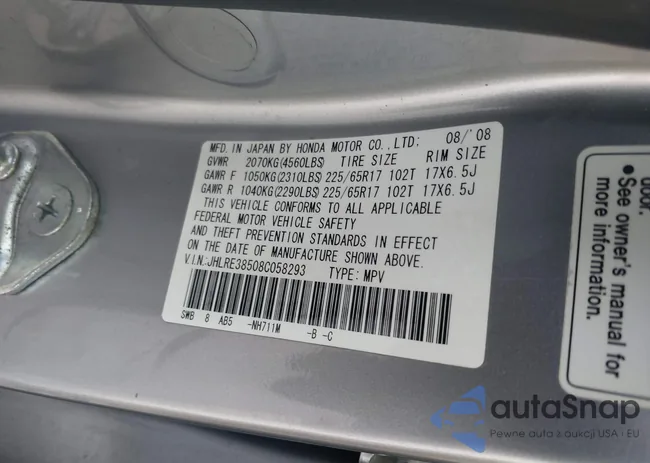 MFD. IN JAPAN BY HONDA MOTOR CO., LTD: 08/'08
GVWR 2070KG(4560LBS) TIRE SIZE RIM SIZE
GAWR F 1050KG(2310LBS) 225/65R17 102T 17X6.5J
GAWR R 1040KG(2290LBS) 225/65R17 102T 17X6.5J
THIS VEHICLE CONFORMS TO ALL APPLICABLE
FEDERAL MOTOR VEHICLE SAFETY
AND THEFT PREVENTION STANDARDS IN EFFECT
ON THE DATE OF MANUFACTURE SHOWN ABOVE.
V.I.N.:JHLRE38508C058293 TYPE: MPV
SWB 8 AB5 -NH711M -B -C
door.
• See owner's manual for
more information.
autaSnap
Pewne auta z aukcji USA i EU